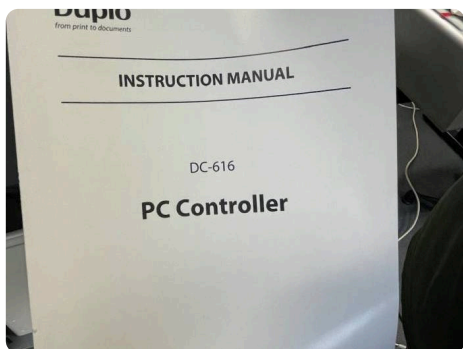 Duplo
from print to documents
INSTRUCTION MANUAL
DC-616
PC Controller